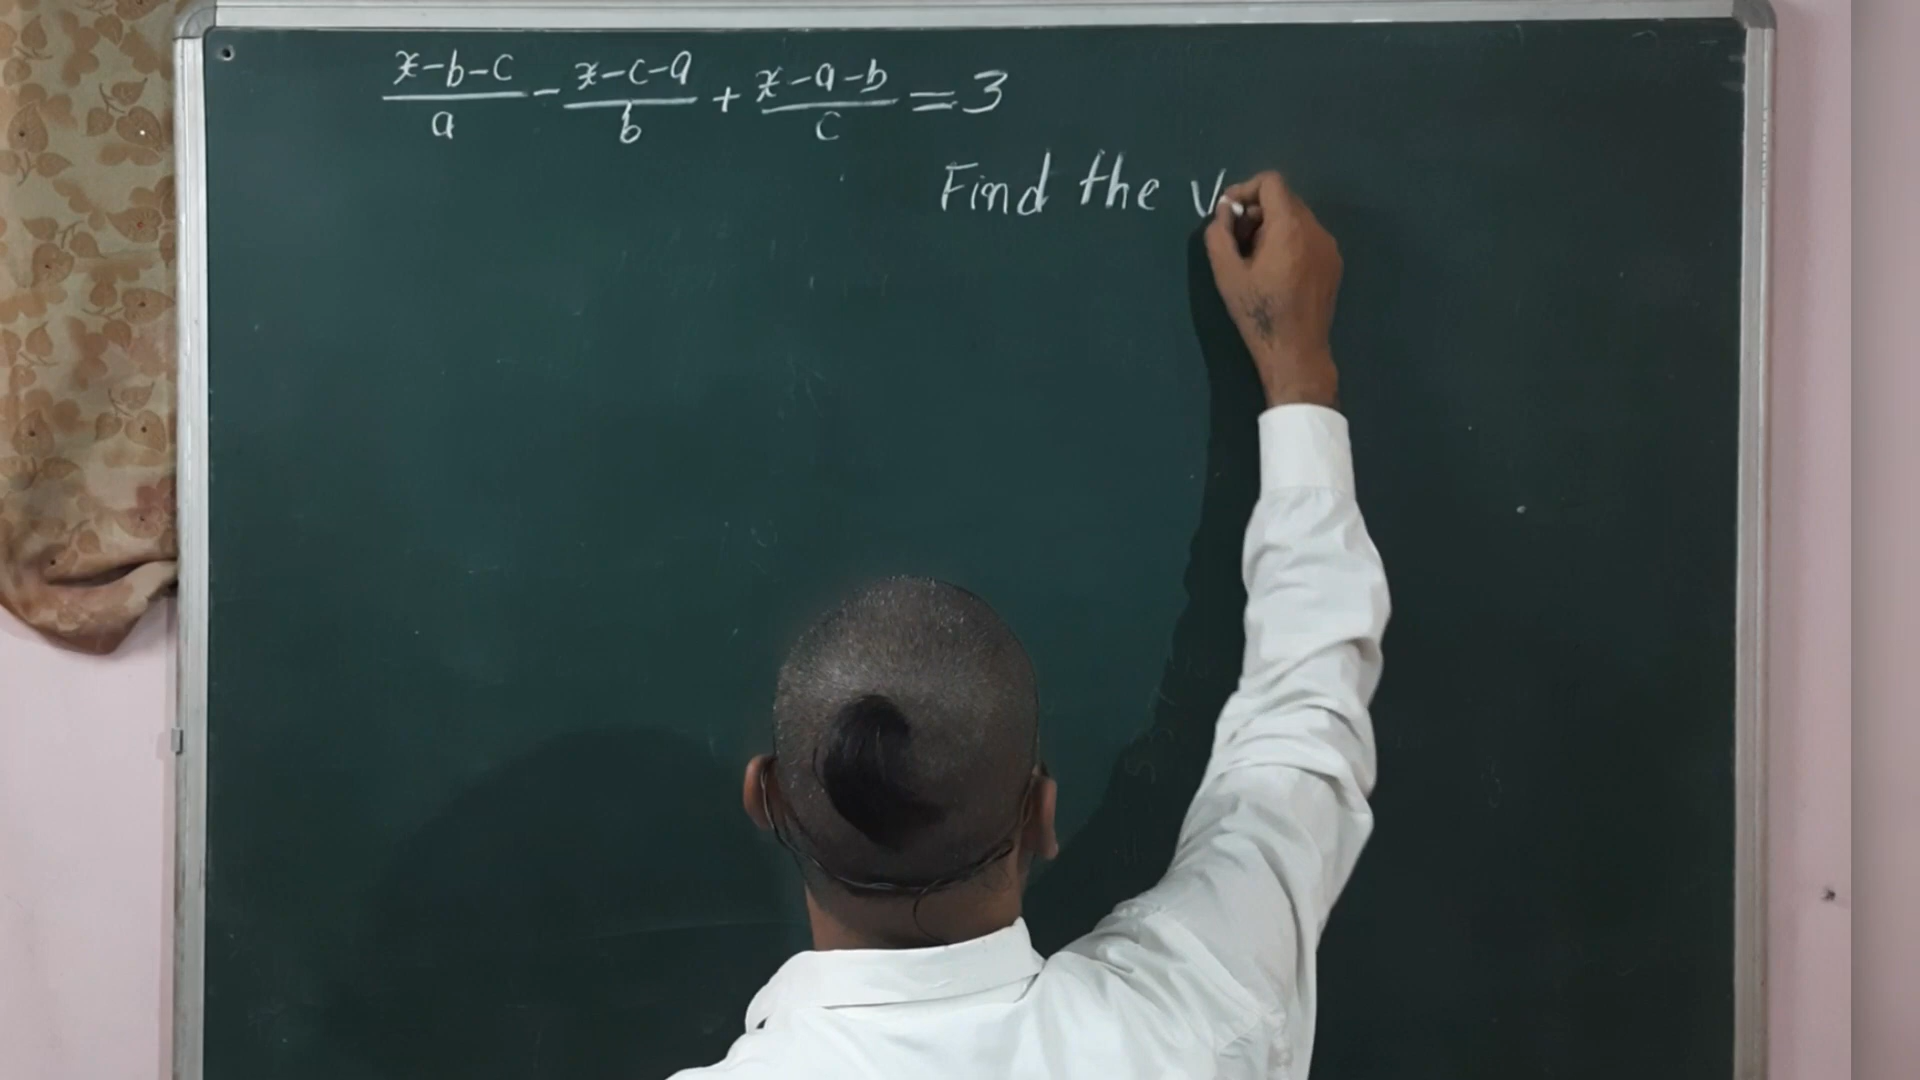 (x-b-c)/a - (x-c-a)/b + (x-a-b)/c = 3
Find the